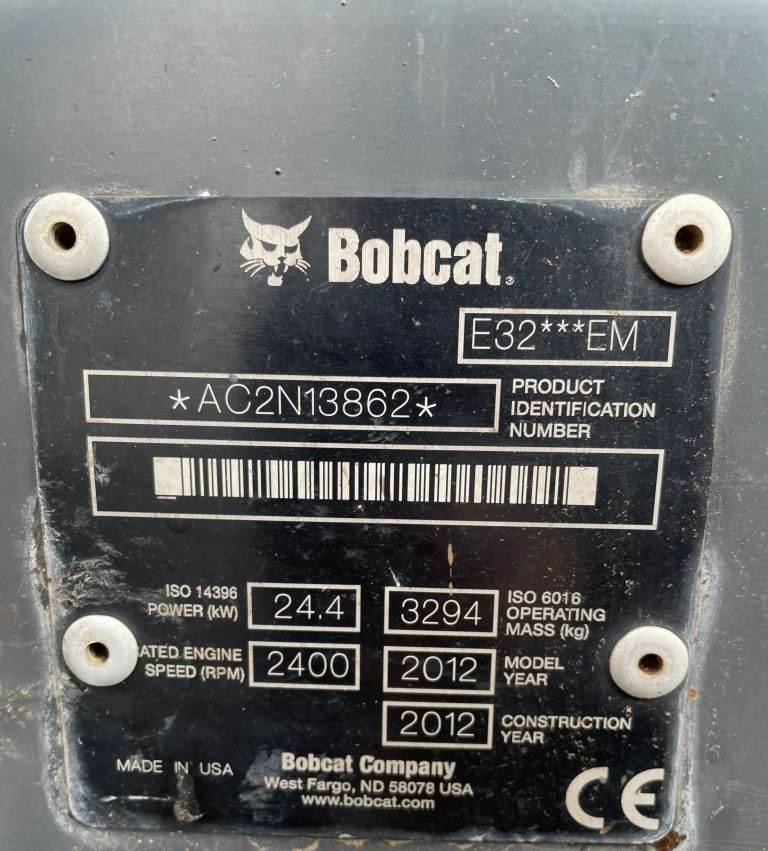 Bobcat
E32***EM
*AC2N13862*
PRODUCT
IDENTIFICATION
NUMBER
ISO 14396
POWER (kW)
24.4
3294
ISO 6016
OPERATING
MASS (kg)
ENGINE
SPEED (RPM)
2400
2012
MODEL
YEAR
2012
CONSTRUCTION
YEAR
MADE IN USA
Bobcat Company
West Fargo, ND 58078 USA
www.bobcat.com
CE